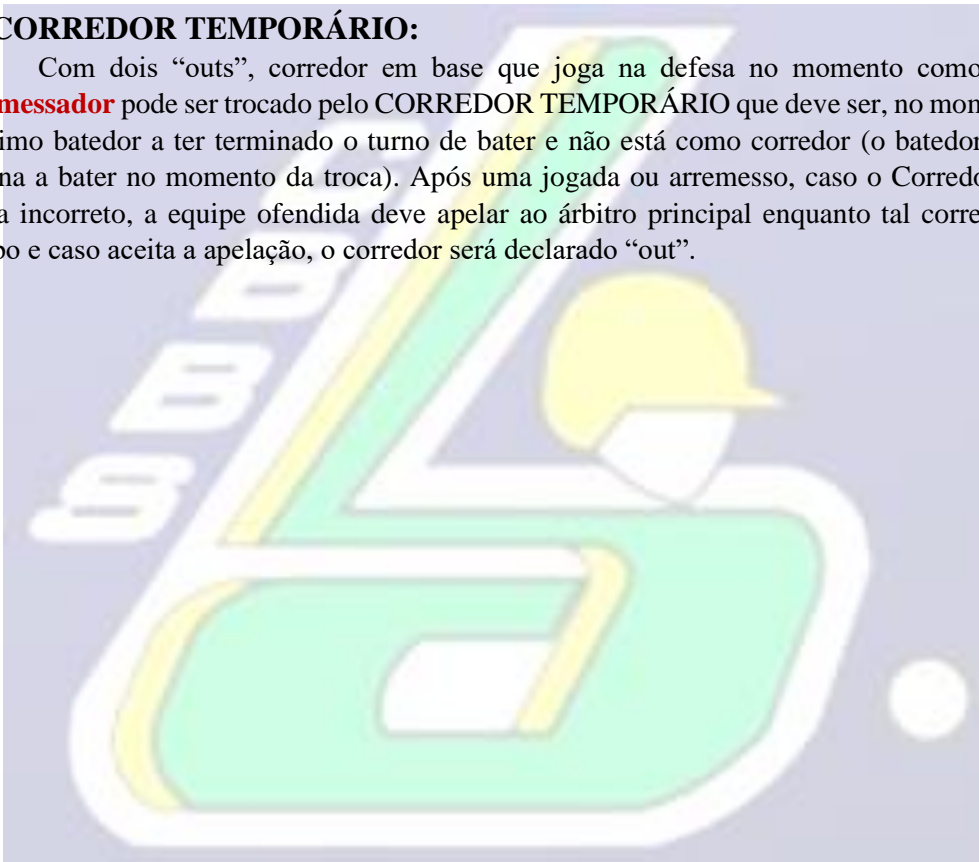 CORREDOR TEMPORÁRIO:
Com dois “outs”, corredor em base que joga na defesa no momento como
messador pode ser trocado pelo CORREDOR TEMPORÁRIO que deve ser, no mon
imo batedor a ter terminado o turno de bater e não está como corredor (o batedor
na a bater no momento da troca). Após uma jogada ou arremesso, caso o Corredo
a incorreto, a equipe ofendida deve apelar ao árbitro principal enquanto tal corre
po e caso aceita a apelação, o corredor será declarado “out”.